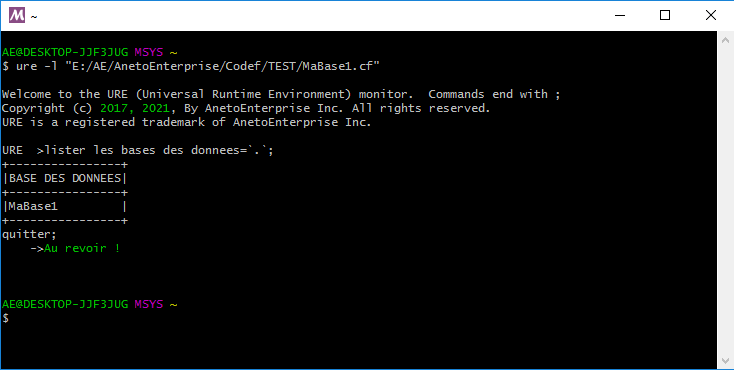 ~
AE@DESKTOP-JJF3JUG MSYS ~
$ ure -l "E:/AE/AnetoEnterprise/Codef/TEST/MaBase1.cf"
Welcome to the URE (Universal Runtime Environment) monitor.  Commands end with ;
Copyright (c) 2017, 2021, By AnetoEnterprise Inc. All rights reserved.
URE is a registered trademark of AnetoEnterprise Inc.
URE  >lister les bases des donnees=`.`;
+----------------+
|BASE DES DONNEES|
+----------------+
|MaBase1         |
+----------------+
quitter;
    ->Au revoir !
AE@DESKTOP-JJF3JUG MSYS ~
$